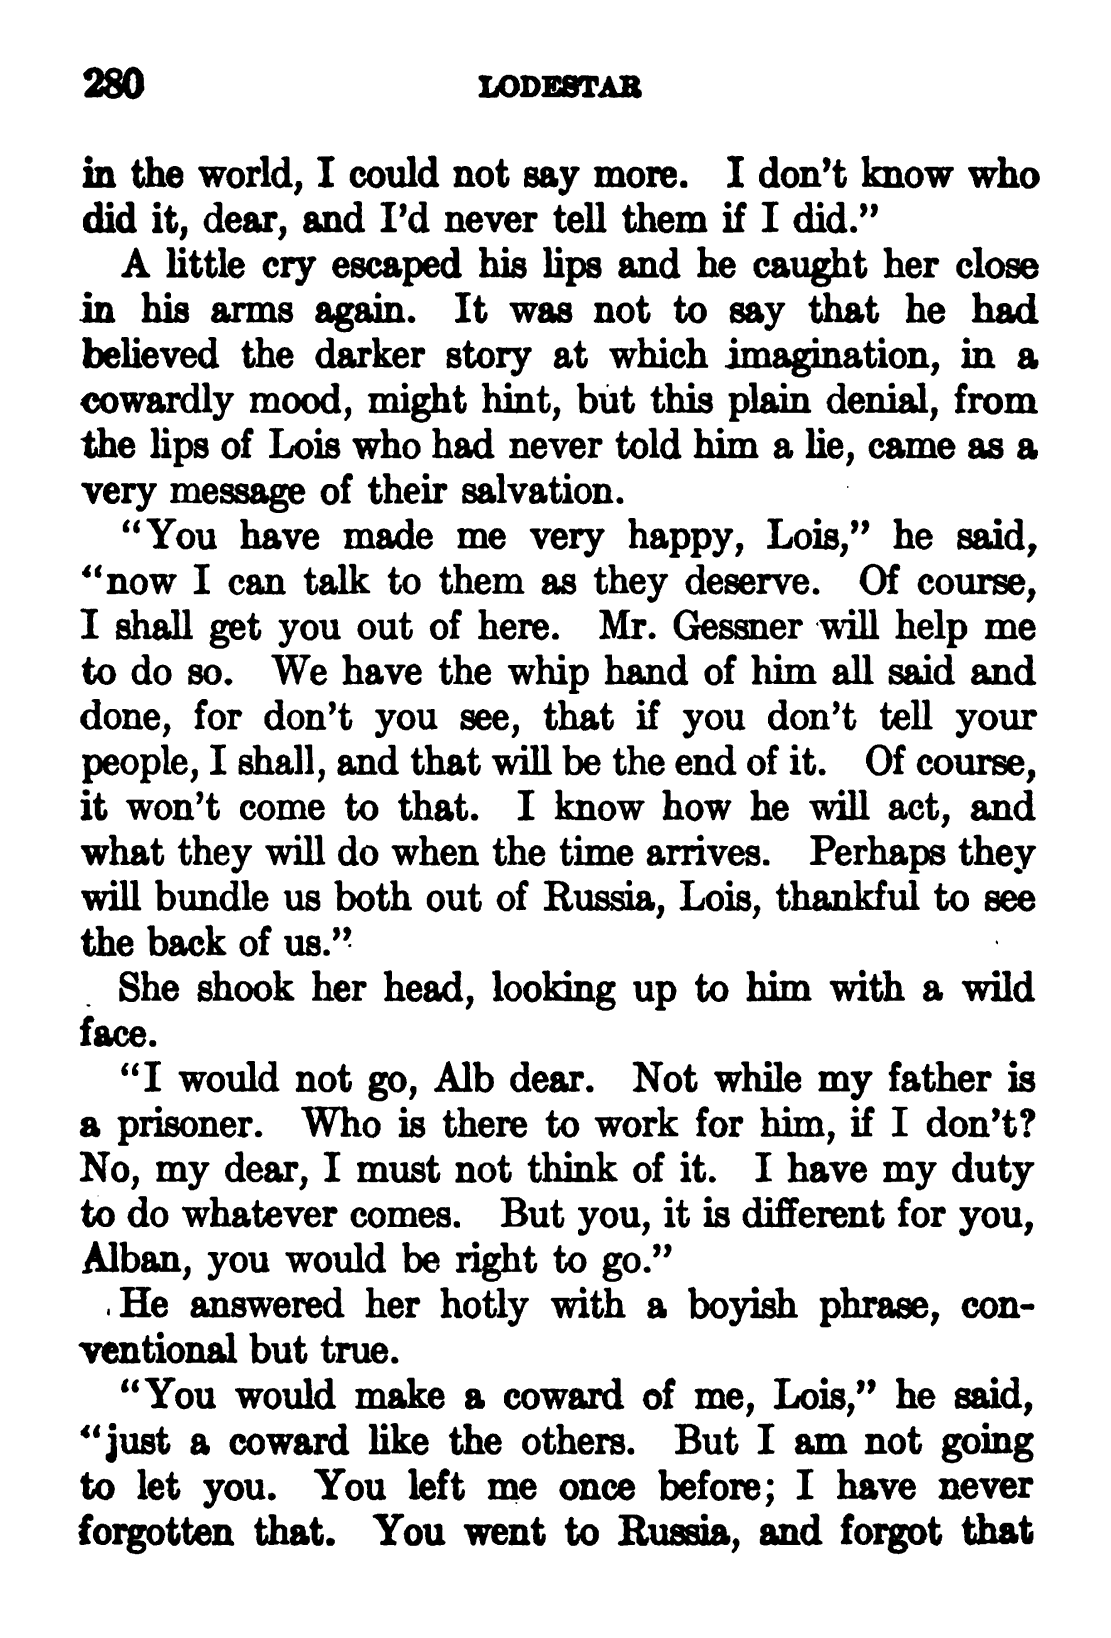 280 LODESTAR
in the world, I could not say more. I don't know who
did it, dear, and I'd never tell them if I did."
A little cry escaped his lips and he caught her close
in his arms again. It was not to say that he had
believed the darker story at which imagination, in a
cowardly mood, might hint, but this plain denial, from
the lips of Lois who had never told him a lie, came as a
very message of their salvation.
"You have made me very happy, Lois," he said,
"now I can talk to them as they deserve. Of course,
I shall get you out of here. Mr. Gessner will help me
to do so. We have the whip hand of him all said and
done, for don't you see, that if you don't tell your
people, I shall, and that will be the end of it. Of course,
it won't come to that. I know how he will act, and
what they will do when the time arrives. Perhaps they
will bundle us both out of Russia, Lois, thankful to see
the back of us."
She shook her head, looking up to him with a wild
face.
"I would not go, Alb dear. Not while my father is
a prisoner. Who is there to work for him, if I don't?
No, my dear, I must not think of it. I have my duty
to do whatever comes. But you, it is different for you,
Alban, you would be right to go."
He answered her hotly with a boyish phrase, con-
ventional but true.
"You would make a coward of me, Lois," he said,
"just a coward like the others. But I am not going
to let you. You left me once before; I have never
forgotten that. You went to Russia, and forgot that